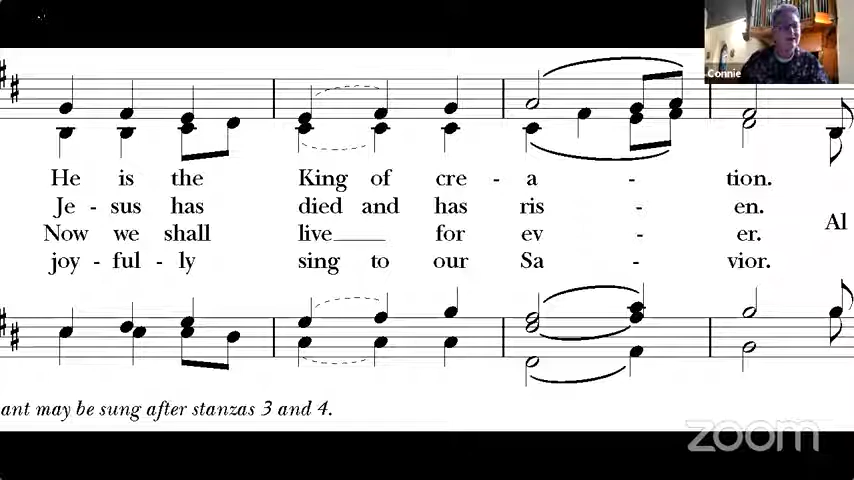 Connie
He is the King of cre - a - tion.
Je - sus has died and has ris - en.
Now we shall live____ for ev - er.
Al
joy - ful - ly sing to our Sa - vior.
ant may be sung after stanzas 3 and 4.
zoom